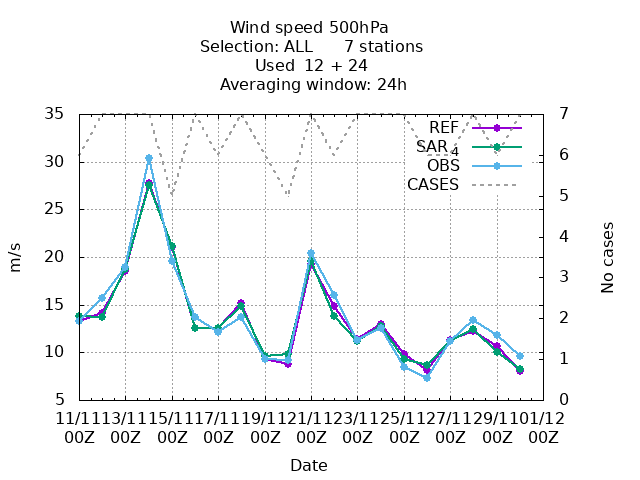 Wind speed 500hPa
Selection: ALL 7 stations
Used 12 + 24
Averaging window: 24h
35 7
REF
SAR 4
OBS
CASES
30 6
25 5
4
20 3
15 2
10 1
5 0
m/s
No cases
11/11 13/11 15/11 17/11 19/11 21/11 23/11 25/11 27/11 29/11 01/12
00Z 00Z 00Z 00Z 00Z 00Z 00Z 00Z 00Z 00Z 00Z
Date